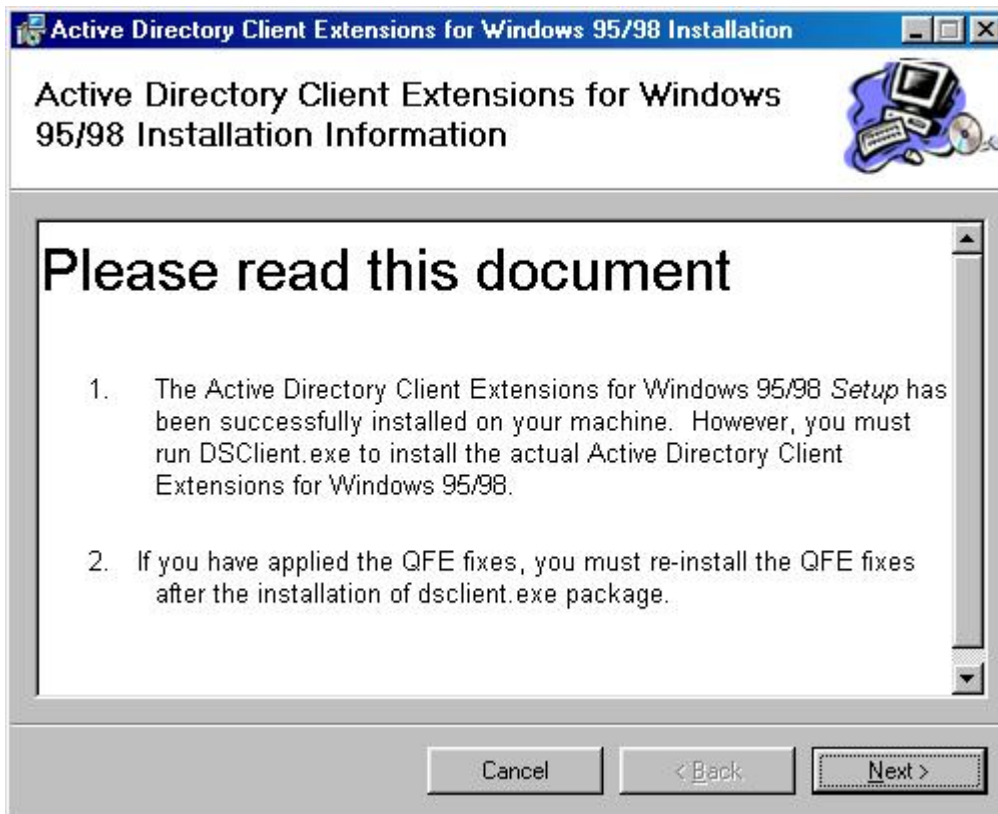 Active Directory Client Extensions for Windows 95/98 Installation
Active Directory Client Extensions for Windows
95/98 Installation Information
Please read this document
1. The Active Directory Client Extensions for Windows 95/98 Setup has
been successfully installed on your machine. However, you must
run DSClient.exe to install the actual Active Directory Client
Extensions for Windows 95/98.
2. If you have applied the QFE fixes, you must re-install the QFE fixes
after the installation of dsclient.exe package.
Cancel
< Back
Next >